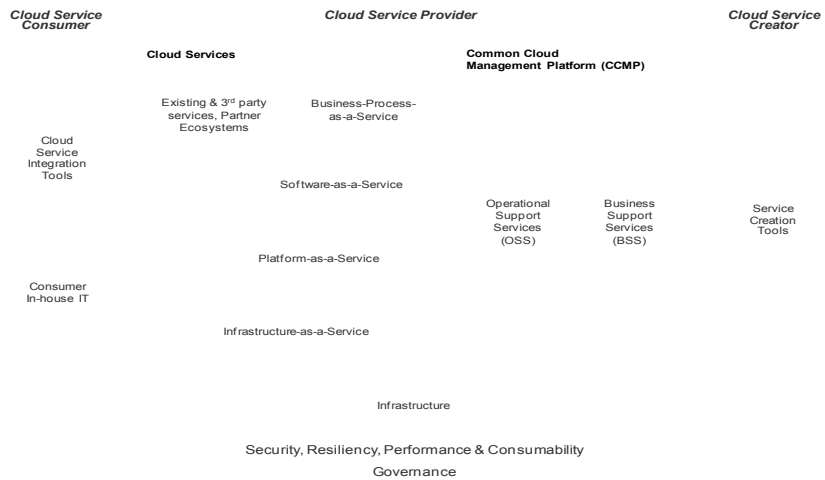 Cloud Service
Consumer
Cloud Service Provider
Cloud Service
Creator
Cloud Services
Common Cloud
Management Platform (CCMP)
Existing & 3rd party
services, Partner
Ecosystems
Business-Process-
as-a-Service
Cloud
Service
Integration
Tools
Software-as-a-Service
Operational
Support
Services
(OSS)
Business
Support
Services
(BSS)
Service
Creation
Tools
Platform-as-a-Service
Consumer
In-house IT
Infrastructure-as-a-Service
Infrastructure
Security, Resiliency, Performance & Consumability
Governance